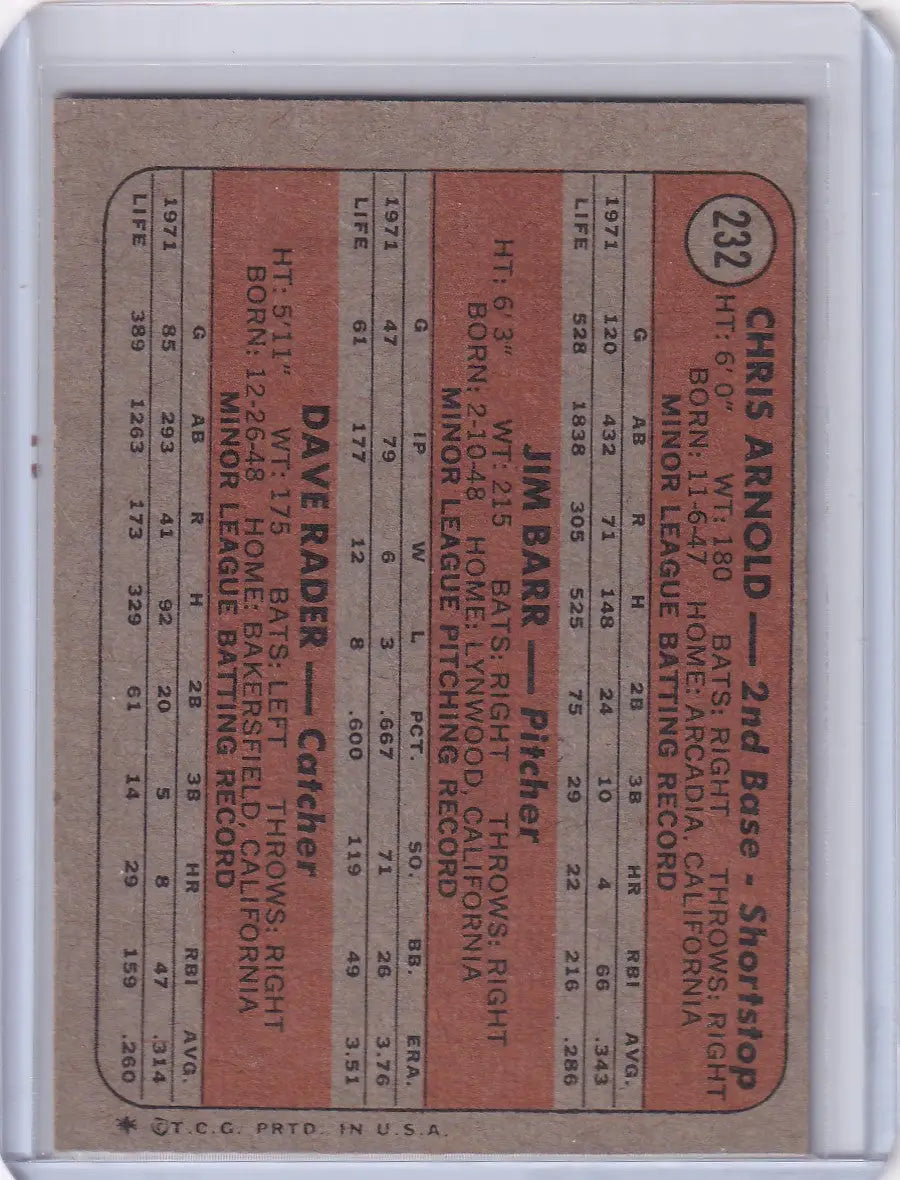 232
CHRIS ARNOLD — 2nd Base - Shortstop
HT: 6'0" WT: 180 BATS: RIGHT THROWS: RIGHT
BORN: 11-6-47 HOME: ARCADIA, CALIFORNIA
MINOR LEAGUE BATTING RECORD
G AB R H 2B 3B HR RBI AVG.
1971 120 432 71 148 24 10 4 66 .343
LIFE 528 1838 305 525 75 29 22 216 .286
JIM BARR — Pitcher
HT: 6'3" WT: 215 BATS: RIGHT THROWS: RIGHT
BORN: 2-10-48 HOME: LYNWOOD, CALIFORNIA
MINOR LEAGUE PITCHING RECORD
G IP W L PCT. SO. BB. ERA.
1971 47 79 6 3 .667 71 26 3.76
LIFE 61 177 12 8 .600 119 49 3.51
DAVE RADER — Catcher
HT: 5'11" WT: 175 BATS: LEFT THROWS: RIGHT
BORN: 12-26-48 HOME: BAKERSFIELD, CALIFORNIA
MINOR LEAGUE BATTING RECORD
G AB R H 2B 3B HR RBI AVG.
1971 85 293 41 92 20 5 8 47 .314
LIFE 389 1263 173 329 61 14 29 159 .260
* ©T.C.G. PRTD. IN U.S.A.